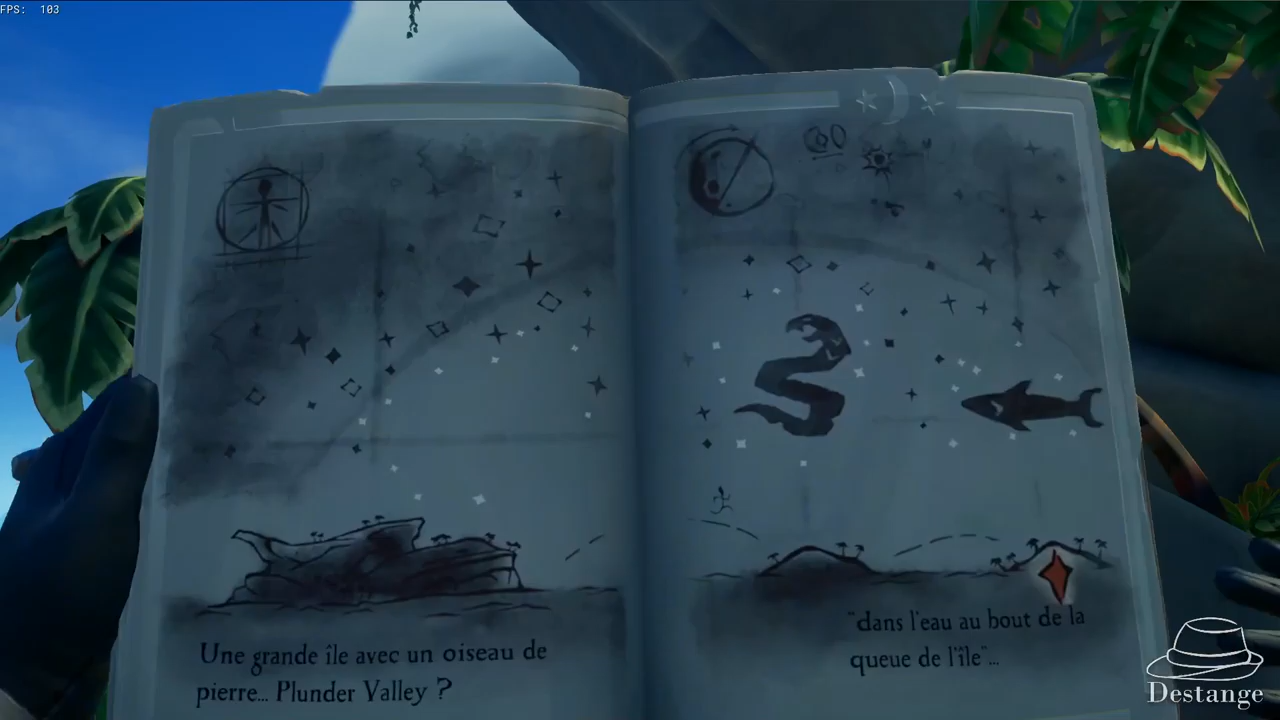 FPS: 103
Une grande île avec un oiseau de
pierre... Plunder Valley ?
"dans l'eau au bout de la
queue de l'île"...
Destange